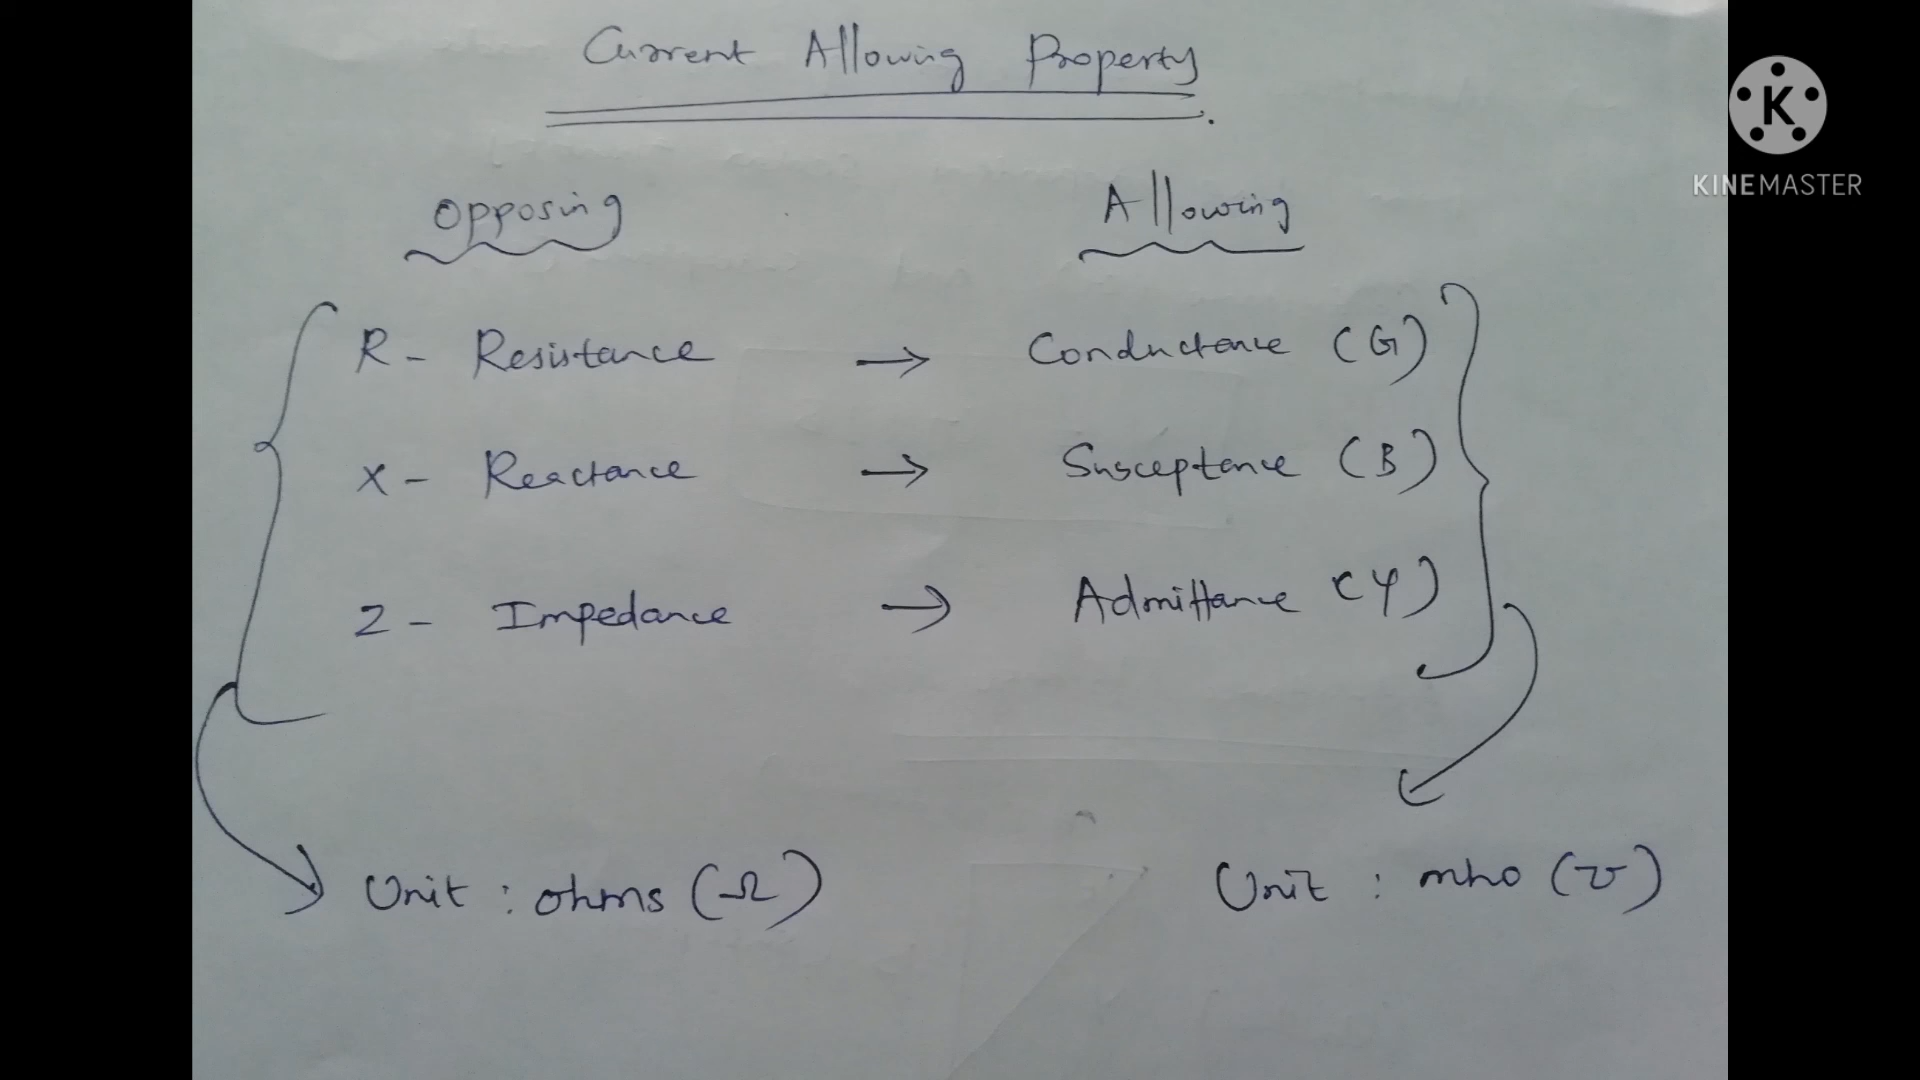 Current Allowing Property.
K
KINEMASTER
Opposing Allowing
R - Resistance → Conductance (G)
X - Reactance → Susceptance (B)
Z - Impedance → Admittance (Y)
Unit : ohms (Ω) Unit : mho (℧)